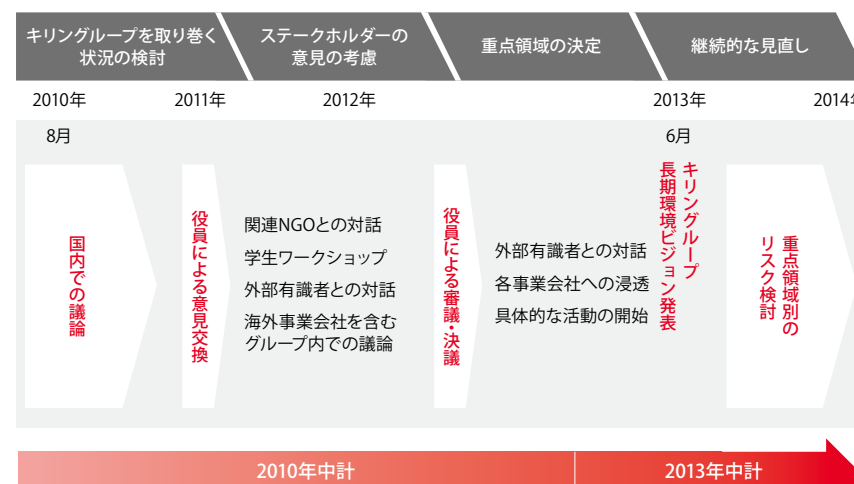 キリングループを取り巻く
状況の検討
ステークホルダーの
意見の考慮
重点領域の決定
継続的な見直し
2010年
2011年
2012年
2013年
2014年
8月
6月
国内での議論
役員による意見交換
関連NGOとの対話
学生ワークショップ
外部有識者との対話
海外事業会社を含む
グループ内での議論
役員による審議・決議
外部有識者との対話
各事業会社への浸透
具体的な活動の開始
キリングループ
長期環境ビジョン発表
重点領域別の
リスク検討
2010年中計
2013年中計